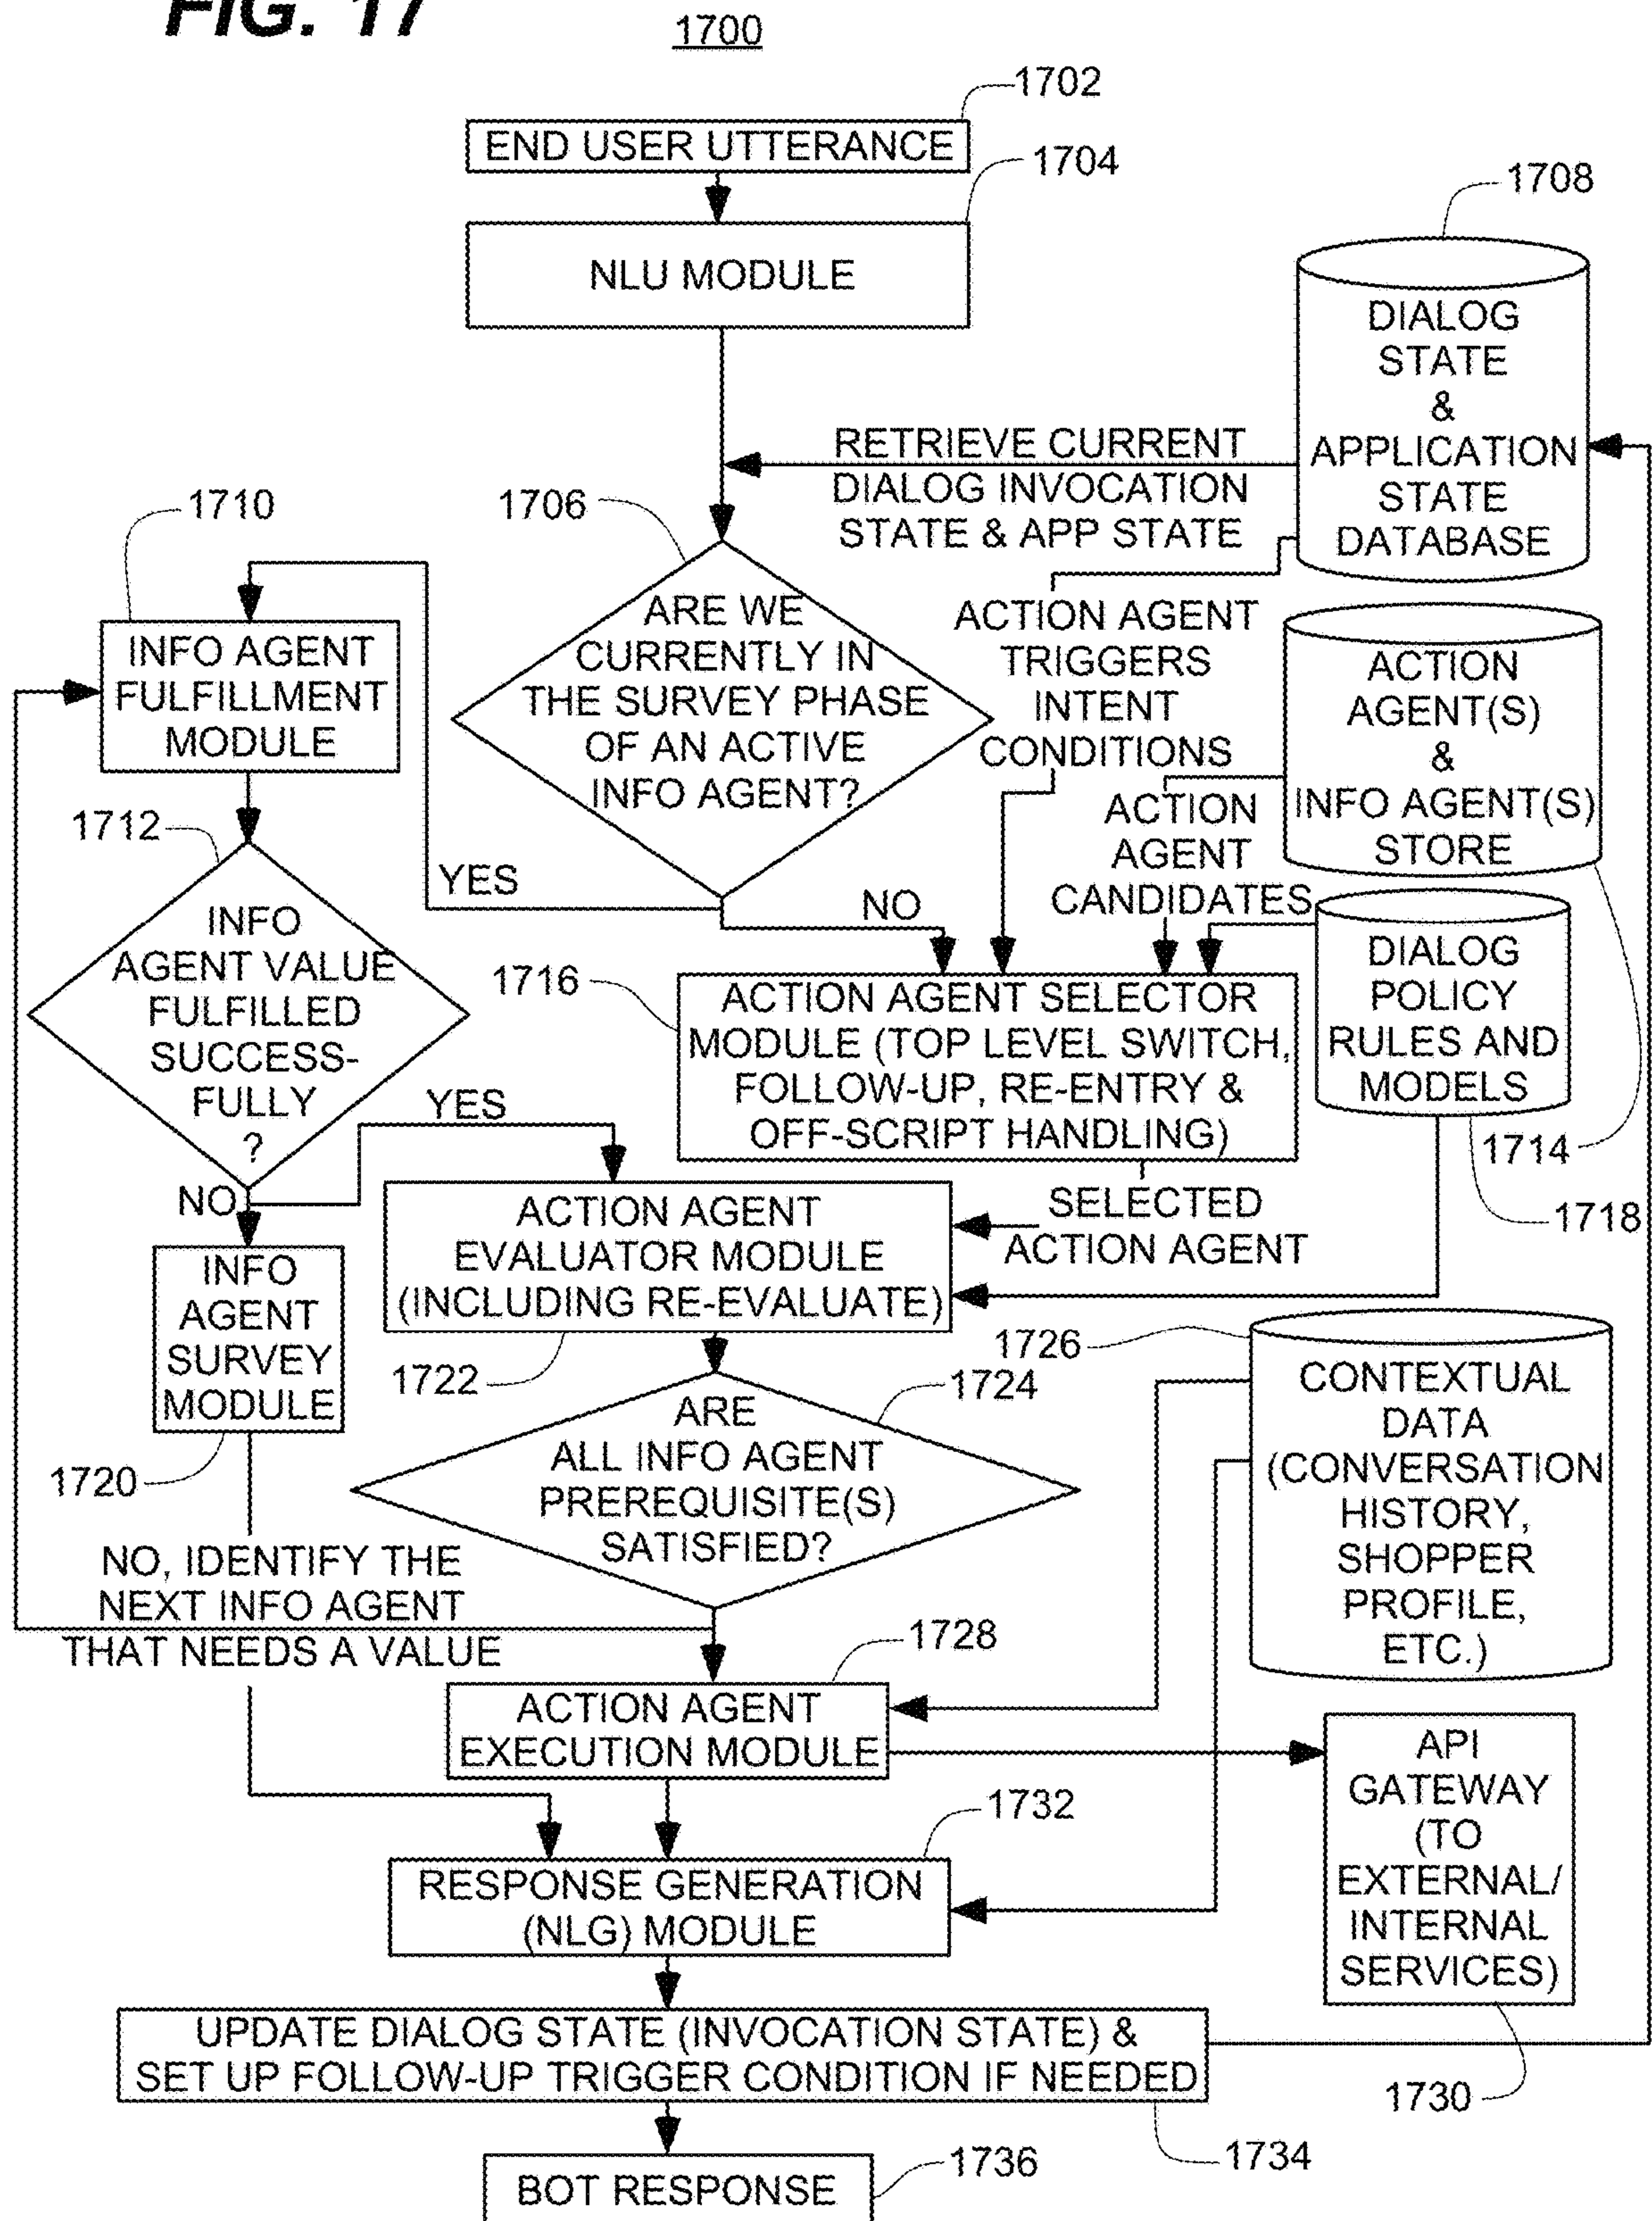 FIG. 17
1700
1702
END USER UTTERANCE
1704
NLU MODULE
1708
DIALOG
STATE
&
APPLICATION
STATE
DATABASE
RETRIEVE CURRENT
DIALOG INVOCATION
STATE & APP STATE
1706
ARE WE
CURRENTLY IN
THE SURVEY PHASE
OF AN ACTIVE
INFO AGENT?
1710
INFO AGENT
FULFILLMENT
MODULE
ACTION AGENT
TRIGGERS
INTENT
CONDITIONS
ACTION
AGENT(S)
&
INFO AGENT(S)
STORE
ACTION
AGENT
CANDIDATES
1712
YES
NO
INFO
AGENT VALUE
FULFILLED
SUCCESS-
FULLY
?
1716
ACTION AGENT SELECTOR
MODULE (TOP LEVEL SWITCH,
FOLLOW-UP, RE-ENTRY &
OFF-SCRIPT HANDLING)
DIALOG
POLICY
RULES AND
MODELS
1714
1718
YES
NO
SELECTED
ACTION AGENT
ACTION AGENT
EVALUATOR MODULE
(INCLUDING RE-EVALUATE)
INFO
AGENT
SURVEY
MODULE
1720
1722
1724
ARE
ALL INFO AGENT
PREREQUISITE(S)
SATISFIED?
1726
CONTEXTUAL
DATA
(CONVERSATION
HISTORY,
SHOPPER
PROFILE,
ETC.)
NO, IDENTIFY THE
NEXT INFO AGENT
THAT NEEDS A VALUE
1728
ACTION AGENT
EXECUTION MODULE
API
GATEWAY
(TO
EXTERNAL/
INTERNAL
SERVICES)
1730
1732
RESPONSE GENERATION
(NLG) MODULE
UPDATE DIALOG STATE (INVOCATION STATE) &
SET UP FOLLOW-UP TRIGGER CONDITION IF NEEDED
1734
1736
BOT RESPONSE